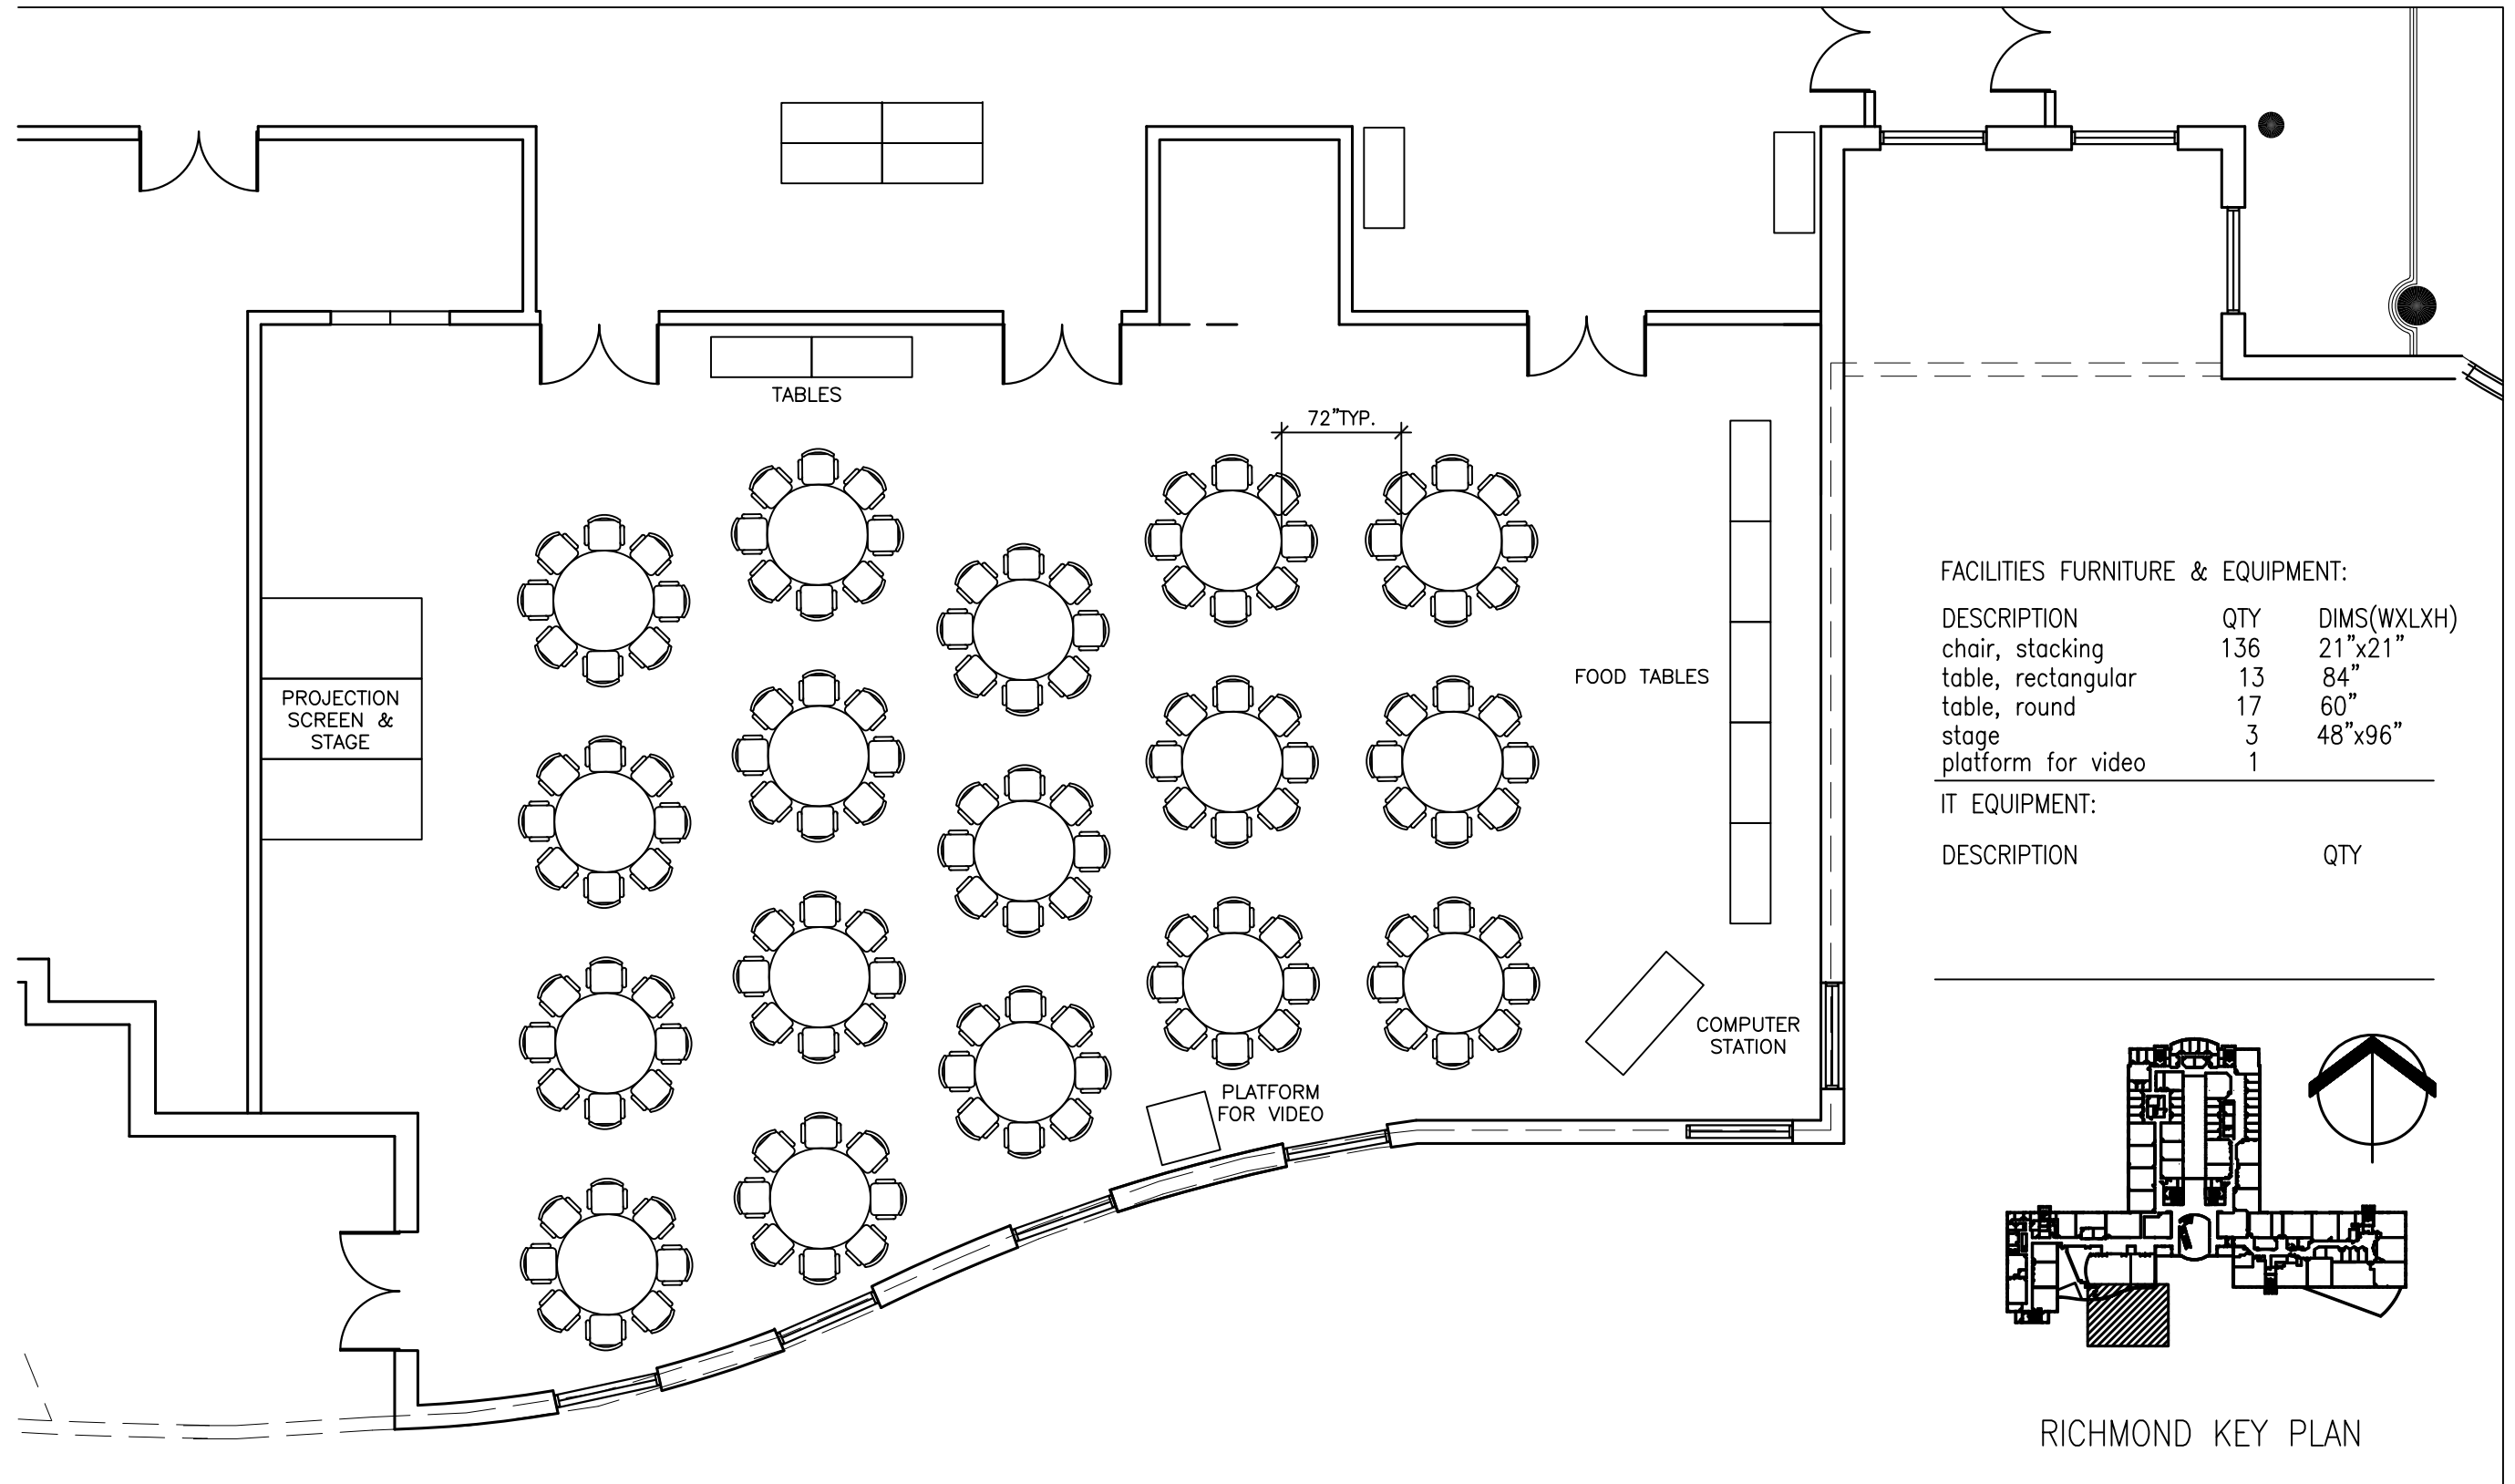 TABLES
72"TYP.
PROJECTION
SCREEN &
STAGE
FOOD TABLES
COMPUTER
STATION
PLATFORM
FOR VIDEO
FACILITIES FURNITURE & EQUIPMENT:
DESCRIPTION QTY DIMS(WXLXH)
chair, stacking 136 21"x21"
table, rectangular 13 84"
table, round 17 60"
stage 3 48"x96"
platform for video 1
IT EQUIPMENT:
DESCRIPTION QTY
RICHMOND KEY PLAN